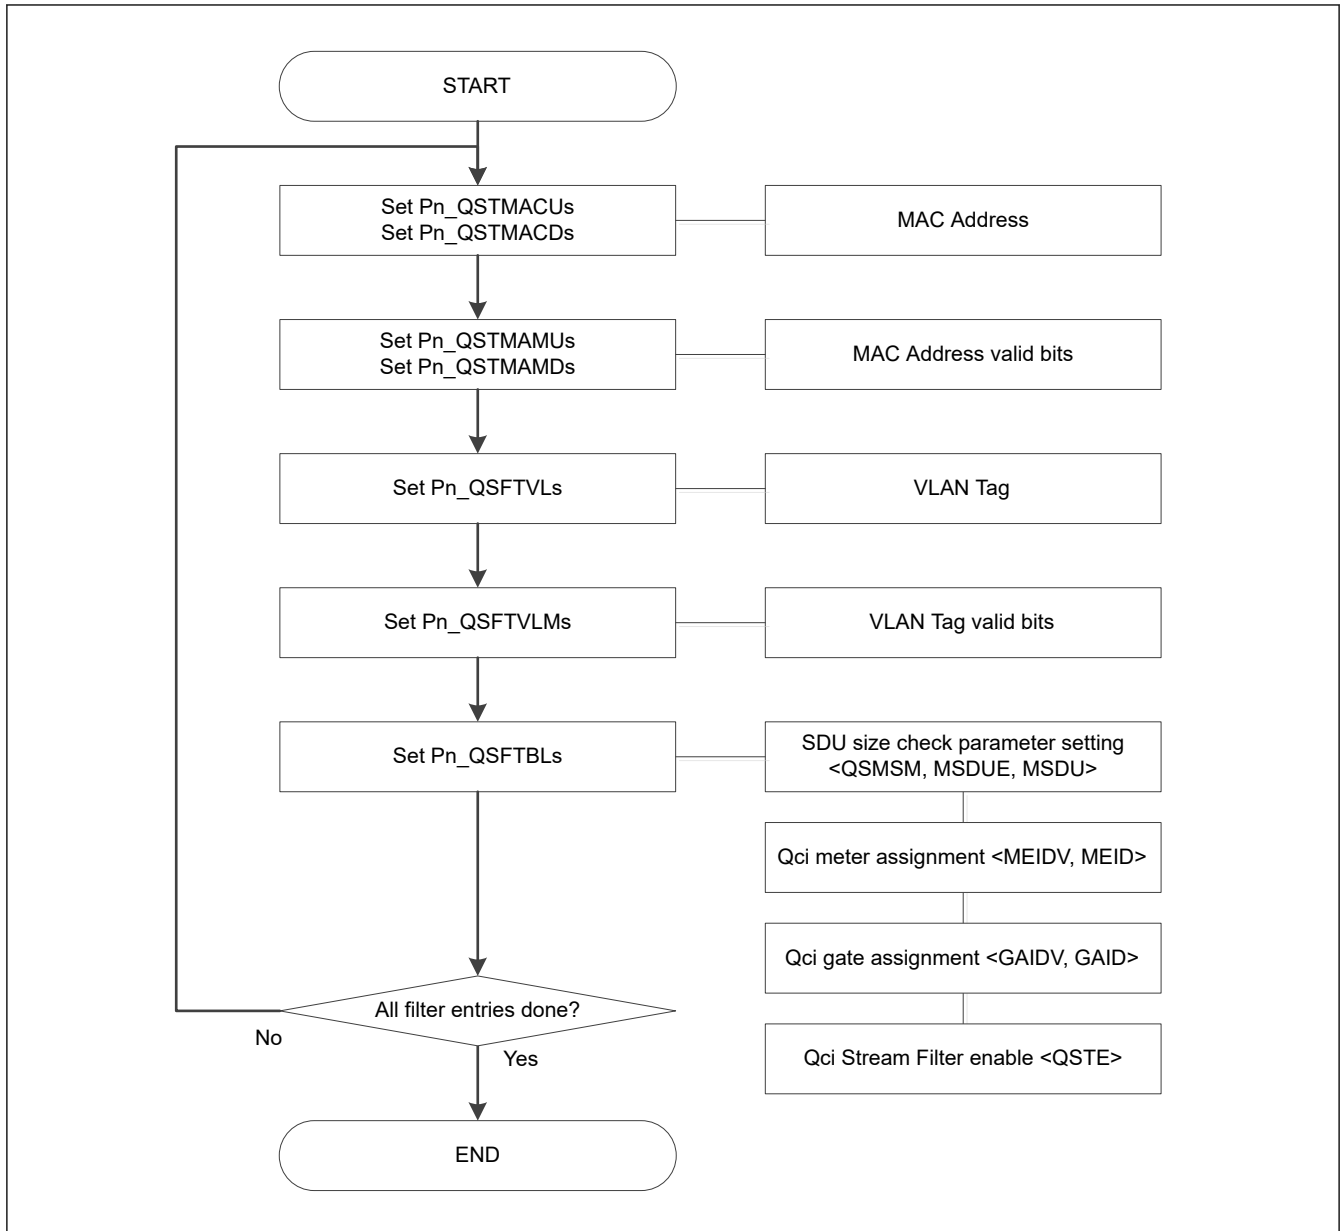 START
Set Pn_QSTMACUs
Set Pn_QSTMACDs
MAC Address
Set Pn_QSTMAMUs
Set Pn_QSTMAMDs
MAC Address valid bits
Set Pn_QSFTVLs
VLAN Tag
Set Pn_QSFTVLMs
VLAN Tag valid bits
Set Pn_QSFTBLs
SDU size check parameter setting
<QSMSM, MSDUE, MSDU>
Qci meter assignment <MEIDV, MEID>
Qci gate assignment <GAIDV, GAID>
Qci Stream Filter enable <QSTE>
All filter entries done?
No
Yes
END